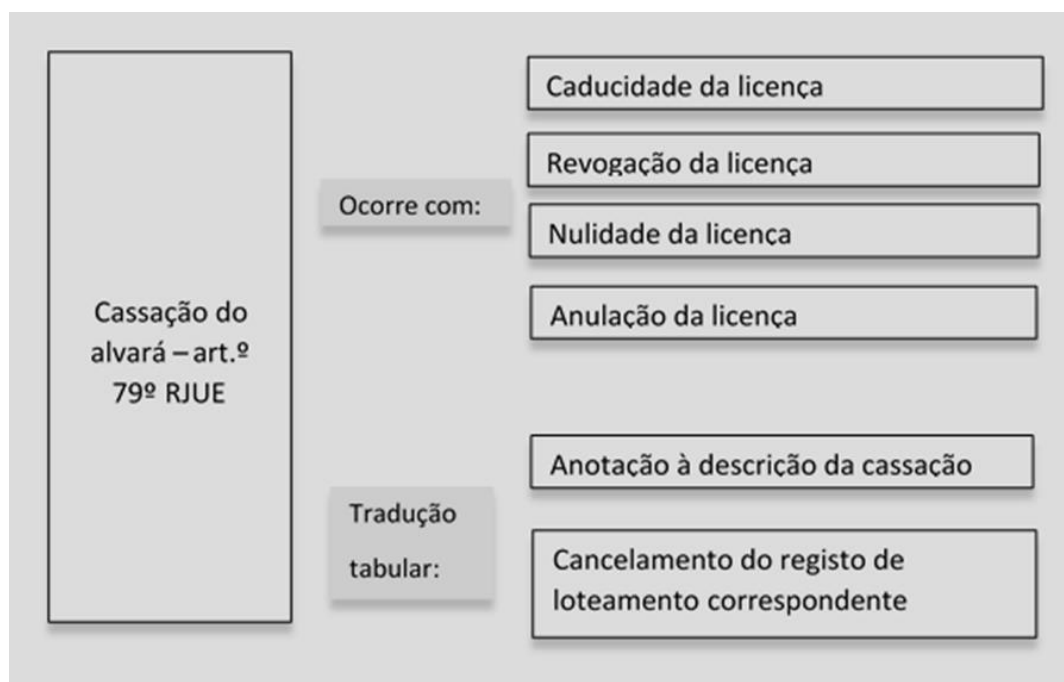 Cassação do
alvará – art.º
79º RJUE
Ocorre com:
Caducidade da licença
Revogação da licença
Nulidade da licença
Anulação da licença
Tradução
tabular:
Anotação à descrição da cassação
Cancelamento do registo de
loteamento correspondente